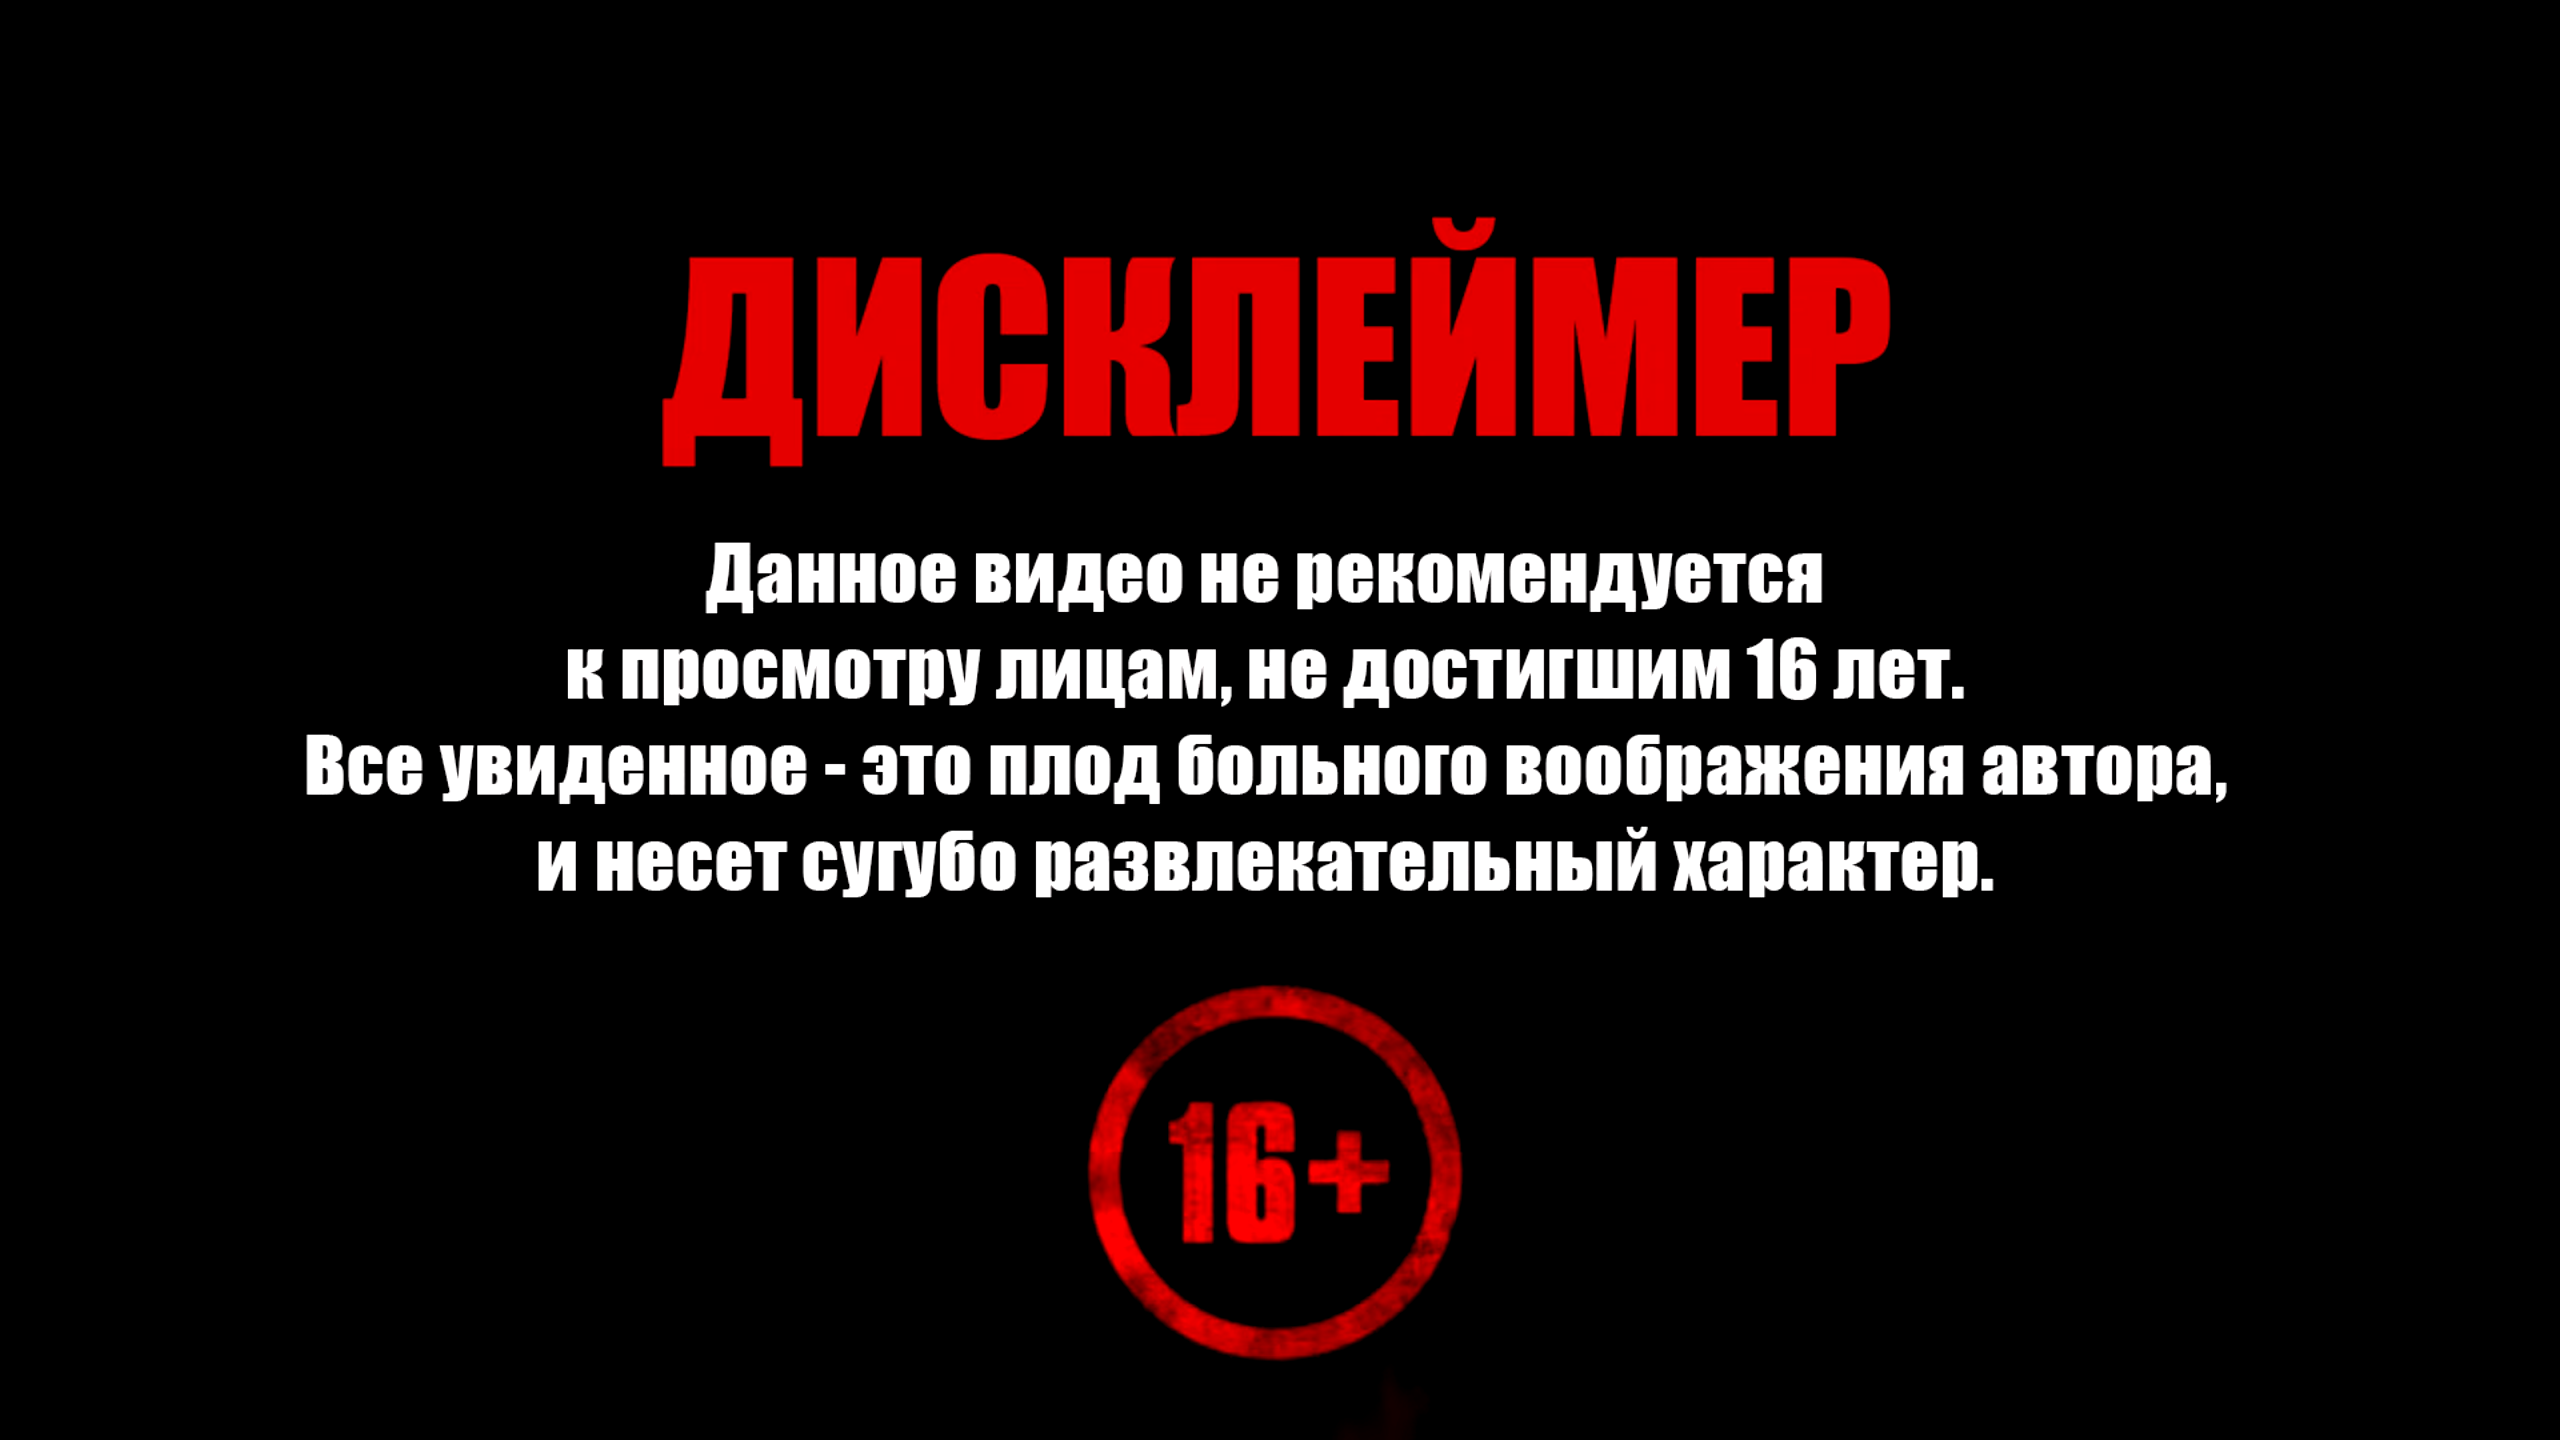 ДИСКЛЕЙМЕР
Данное видео не рекомендуется
к просмотру лицам, не достигшим 16 лет.
Все увиденное - это плод больного воображения автора,
и несет сугубо развлекательный характер.
16+